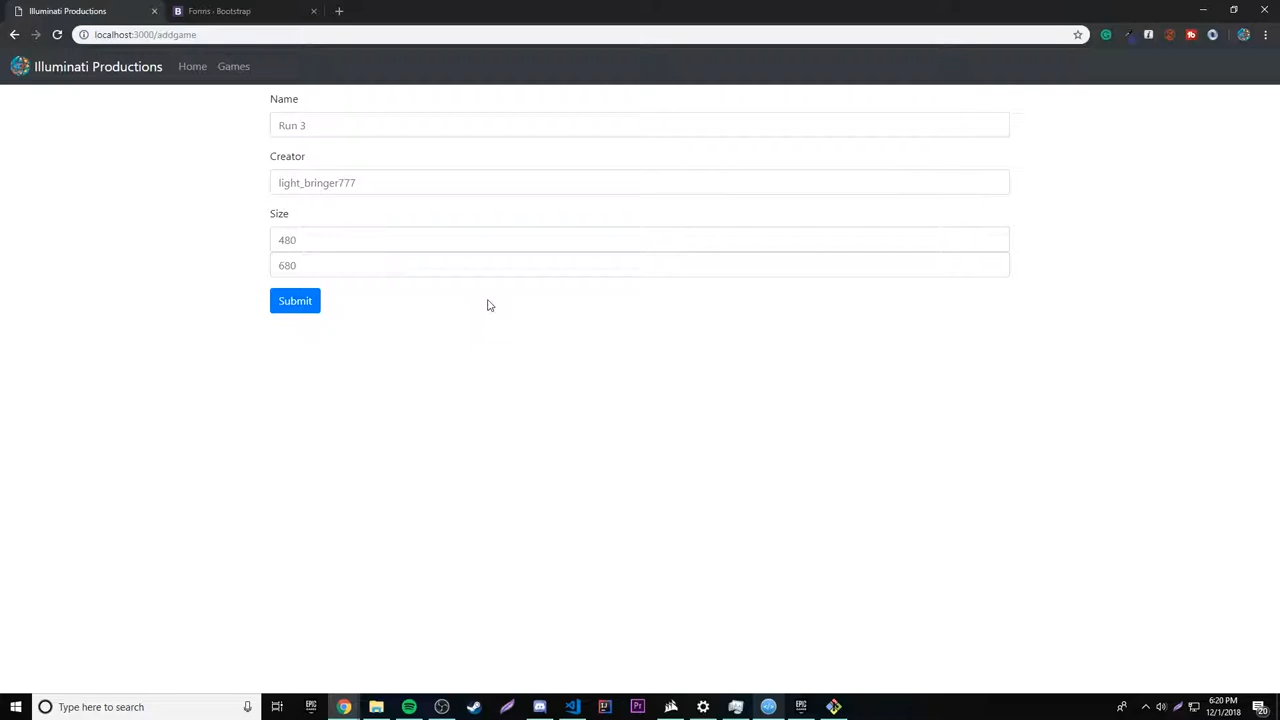 Illuminati Productions
Forms · Bootstrap
localhost:3000/addgame
Illuminati Productions Home Games
Name
Run 3
Creator
light_bringer777
Size
480
680
Submit
Type here to search
6:20 PM
12/1/2018